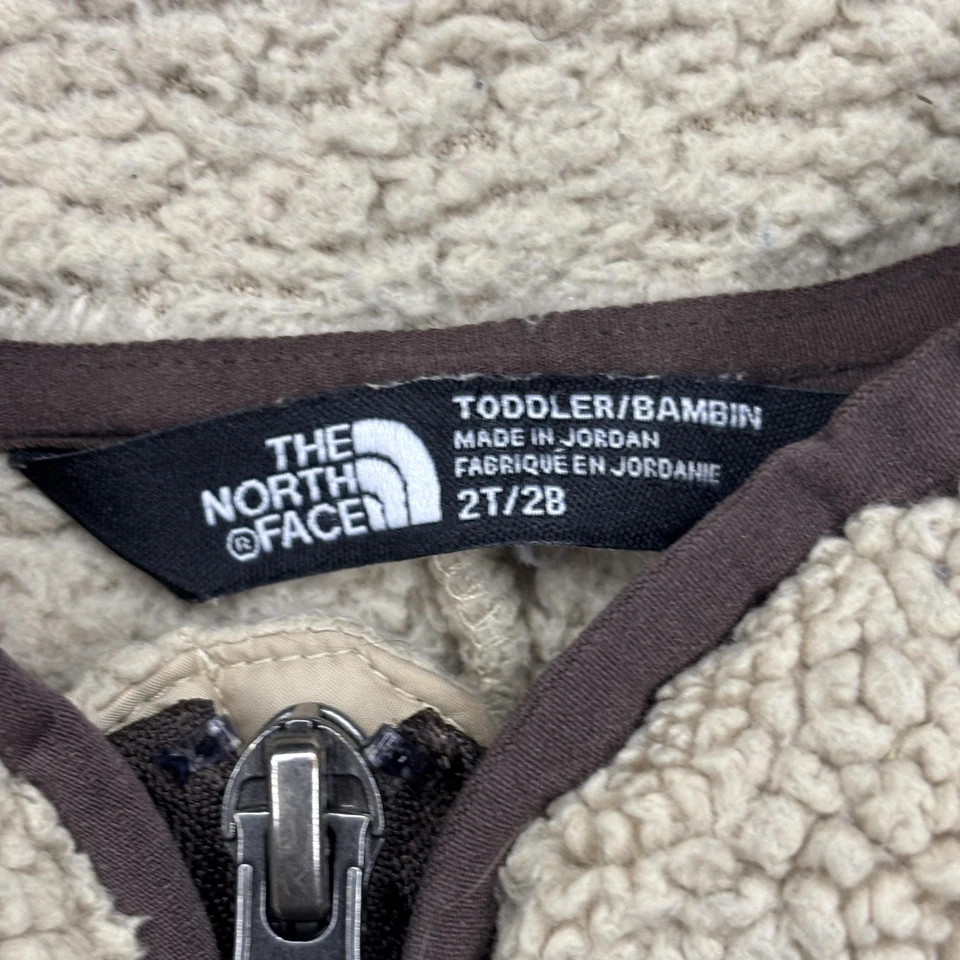 THE
NORTH
®FACE
TODDLER/BAMBIN
MADE IN JORDAN
FABRIQUÉ EN JORDANIE
2T/2B